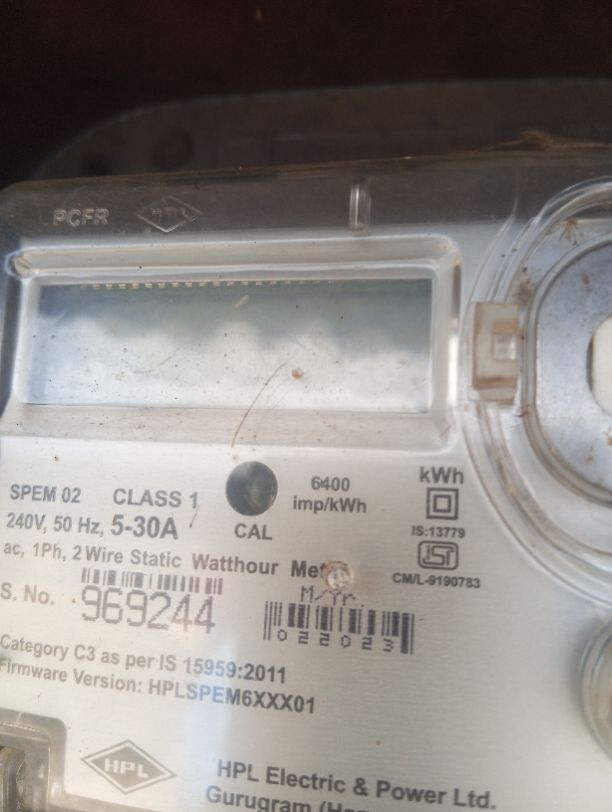 PCFR HPL
SPEM 02 CLASS 1
240V, 50 Hz, 5-30A
CAL
6400
imp/kWh
kWh
IS:13779
ISI
CM/L-9190783
ac, 1Ph, 2 Wire Static Watthour
S. No. 969244
M/Yr.
022023
Category C3 as per IS 15959:2011
Firmware Version: HPLSPEM6XXX01
HPL
HPL Electric & Power Ltd.
Gurugram